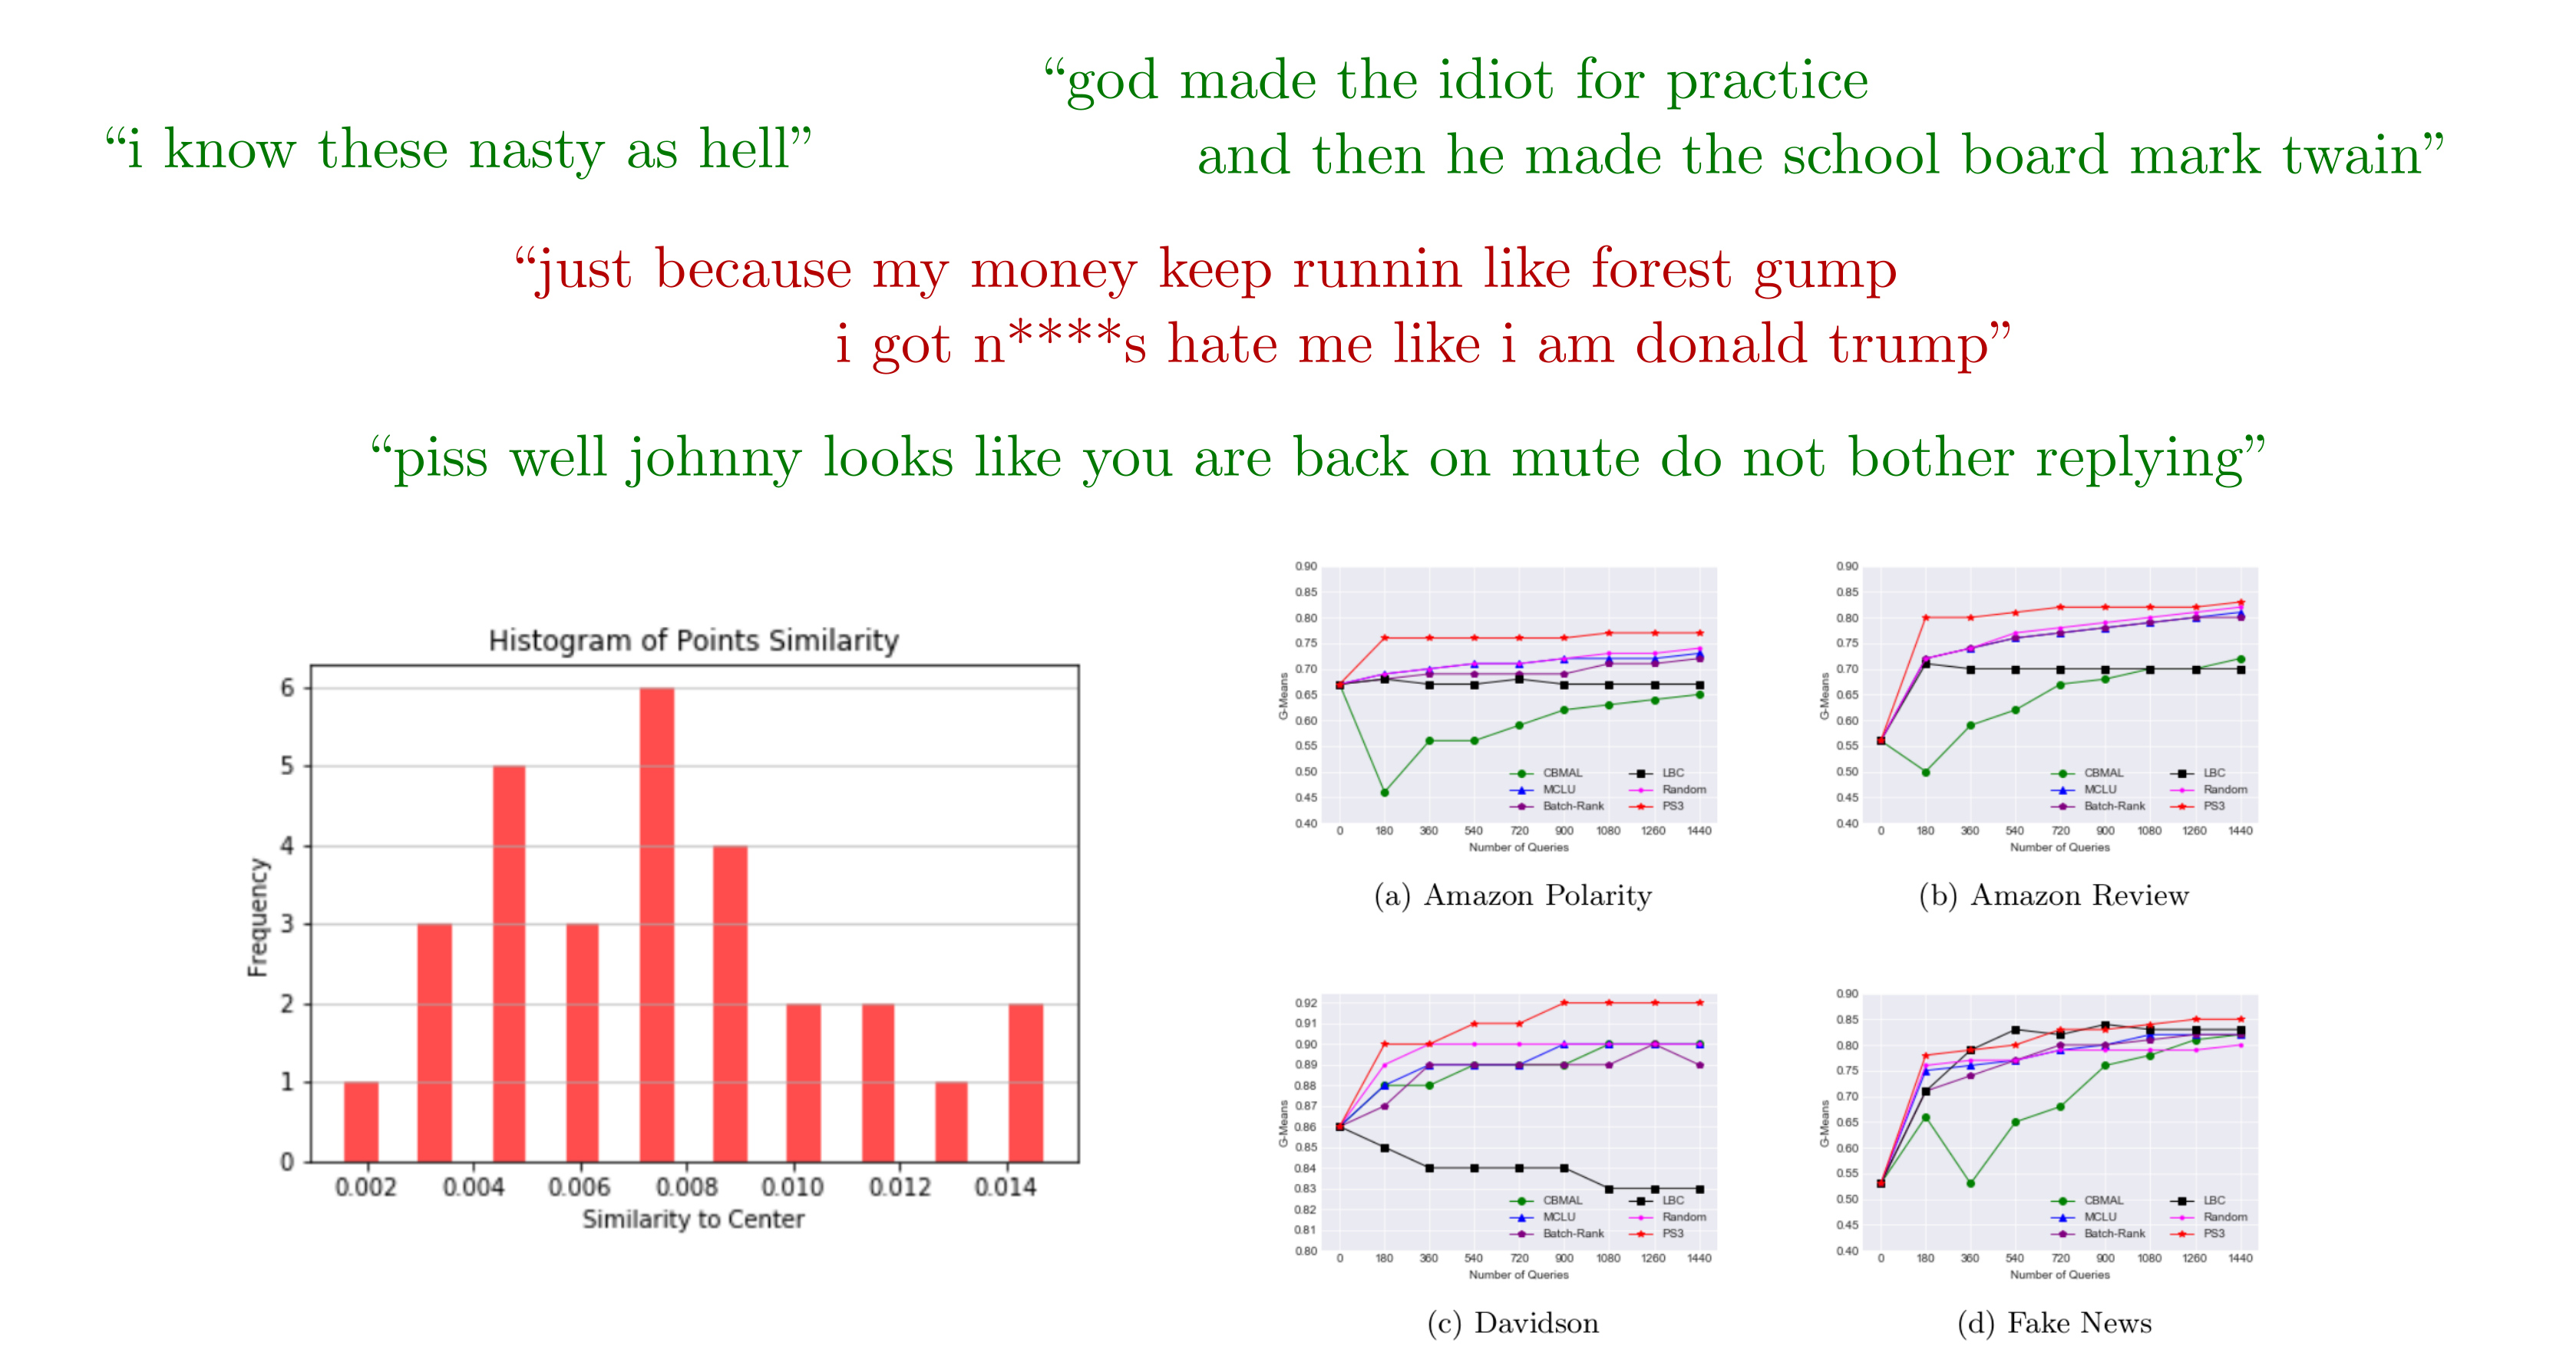 “god made the idiot for practice
“i know these nasty as hell”
and then he made the school board mark twain”
“just because my money keep runnin like forest gump
i got n****s hate me like i am donald trump”
“piss well johnny looks like you are back on mute do not bother replying”
Histogram of Points Similarity
Frequency
6
5
4
3
2
1
0
0.002 0.004 0.006 0.008 0.010 0.012 0.014
Similarity to Center
G-Means
0.90
0.85
0.80
0.75
0.70
0.65
0.60
0.55
0.50
0.45
0.40
CBMAL LBC
MCLU Random
Batch-Rank PS3
0 180 360 540 720 900 1080 1260 1440
Number of Queries
(a) Amazon Polarity
G-Means
0.90
0.85
0.80
0.75
0.70
0.65
0.60
0.55
0.50
0.45
0.40
CBMAL LBC
MCLU Random
Batch-Rank PS3
0 180 360 540 720 900 1080 1260 1440
Number of Queries
(b) Amazon Review
G-Means
0.92
0.91
0.90
0.89
0.88
0.87
0.86
0.85
0.84
0.83
0.82
0.81
0.80
CBMAL LBC
MCLU Random
Batch-Rank PS3
0 180 360 540 720 900 1080 1260 1440
Number of Queries
(c) Davidson
G-Means
0.90
0.85
0.80
0.75
0.70
0.65
0.60
0.55
0.50
0.45
0.40
CBMAL LBC
MCLU Random
Batch-Rank PS3
0 180 360 540 720 900 1080 1260 1440
Number of Queries
(d) Fake News